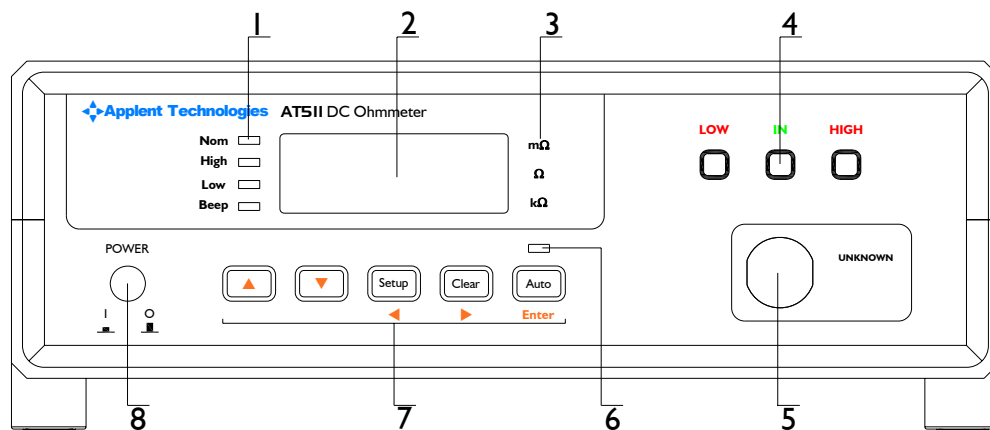 1 2 3 4
Applent Technologies AT511 DC Ohmmeter
Nom
High
Low
Beep
mΩ
Ω
kΩ
LOW IN HIGH
POWER
I O
Setup Clear Auto
Enter
UNKNOWN
8 7 6 5